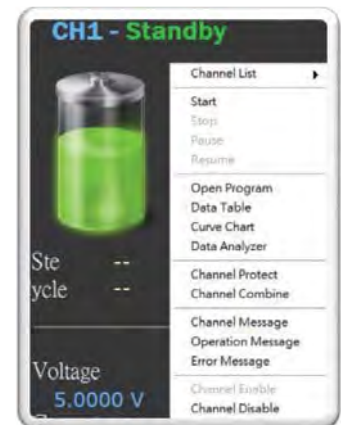 CH1 - Standby
Channel List
Start
Stop
Pause
Resume
Open Program
Data Table
Curve Chart
Data Analyzer
Channel Protect
Channel Combine
Channel Message
Operation Message
Error Message
Channel Enable
Channel Disable
Ste --
ycle --
Voltage
5.0000 V